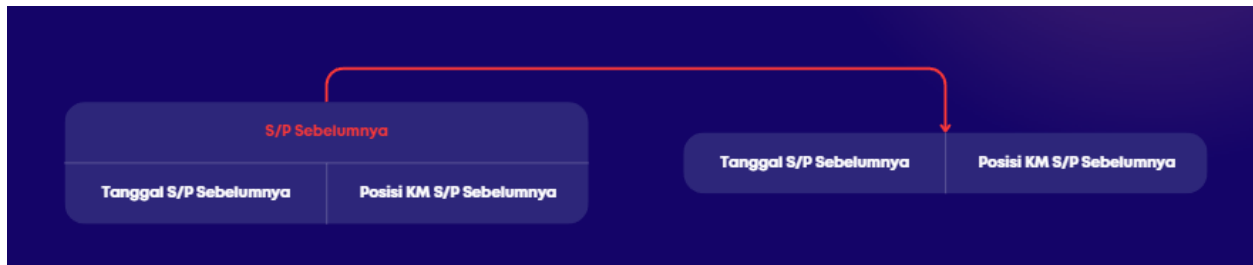 S/P Sebelumnya
Tanggal S/P Sebelumnya
Posisi KM S/P Sebelumnya
Tanggal S/P Sebelumnya
Posisi KM S/P Sebelumnya